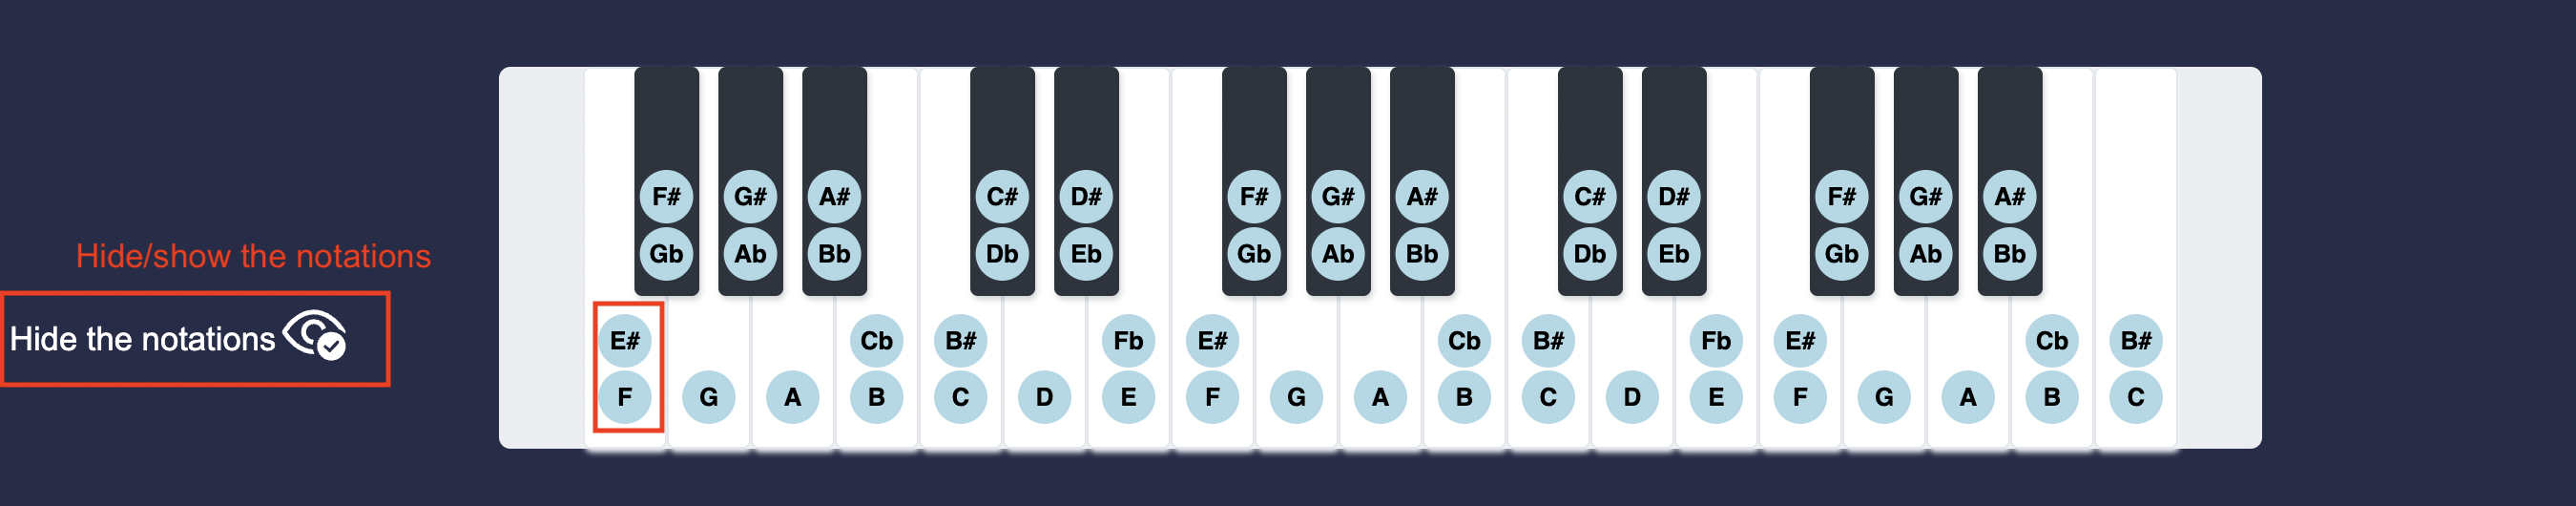 F# G# A# C# D# F# G# A# C# D# F# G# A#
Hide/show the notations
Gb Ab Bb Db Eb Gb Ab Bb Db Eb Gb Ab Bb
Hide the notations
E# Cb B# Fb E# Cb B# Fb E# Cb B#
F G A B C D E F G A B C D E F G A B C